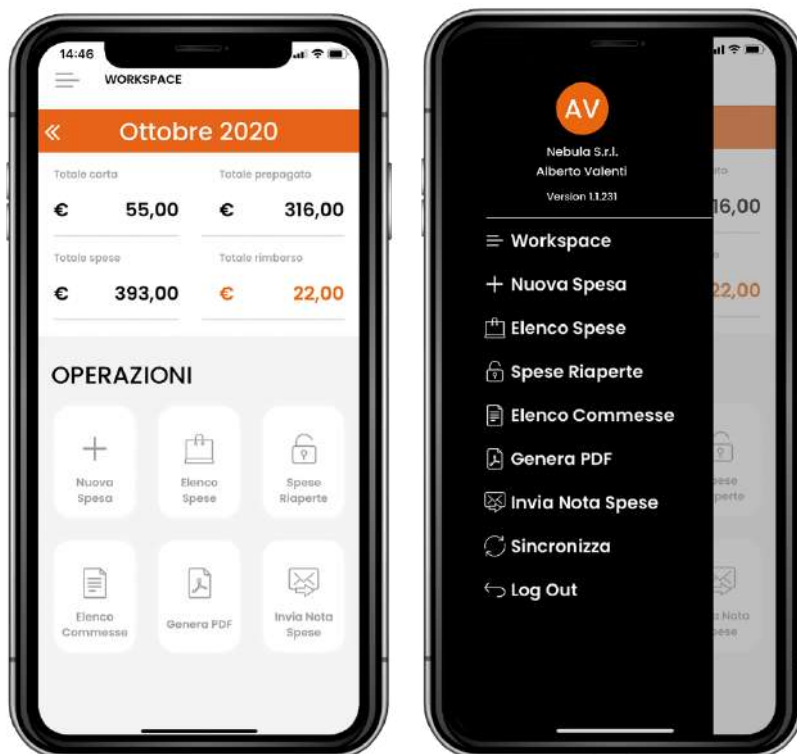 14:46
WORKSPACE
Ottobre 2020
Totale carta Totale prepagato
€ 55,00 € 316,00
Totale spese Totale rimborso
€ 393,00 € 22,00
OPERAZIONI
Nuova
Spesa
Elenco
Spese
Spese
Riaperte
Elenco
Commesse
Genera PDF
Invia Nota
Spese
AV
Nebula S.r.l.
Alberto Valenti
Version 1.1.231
Workspace
Nuova Spesa
Elenco Spese
Spese Riaperte
Elenco Commesse
Genera PDF
Invia Nota Spese
Sincronizza
Log Out
16,00
22,00
Nota